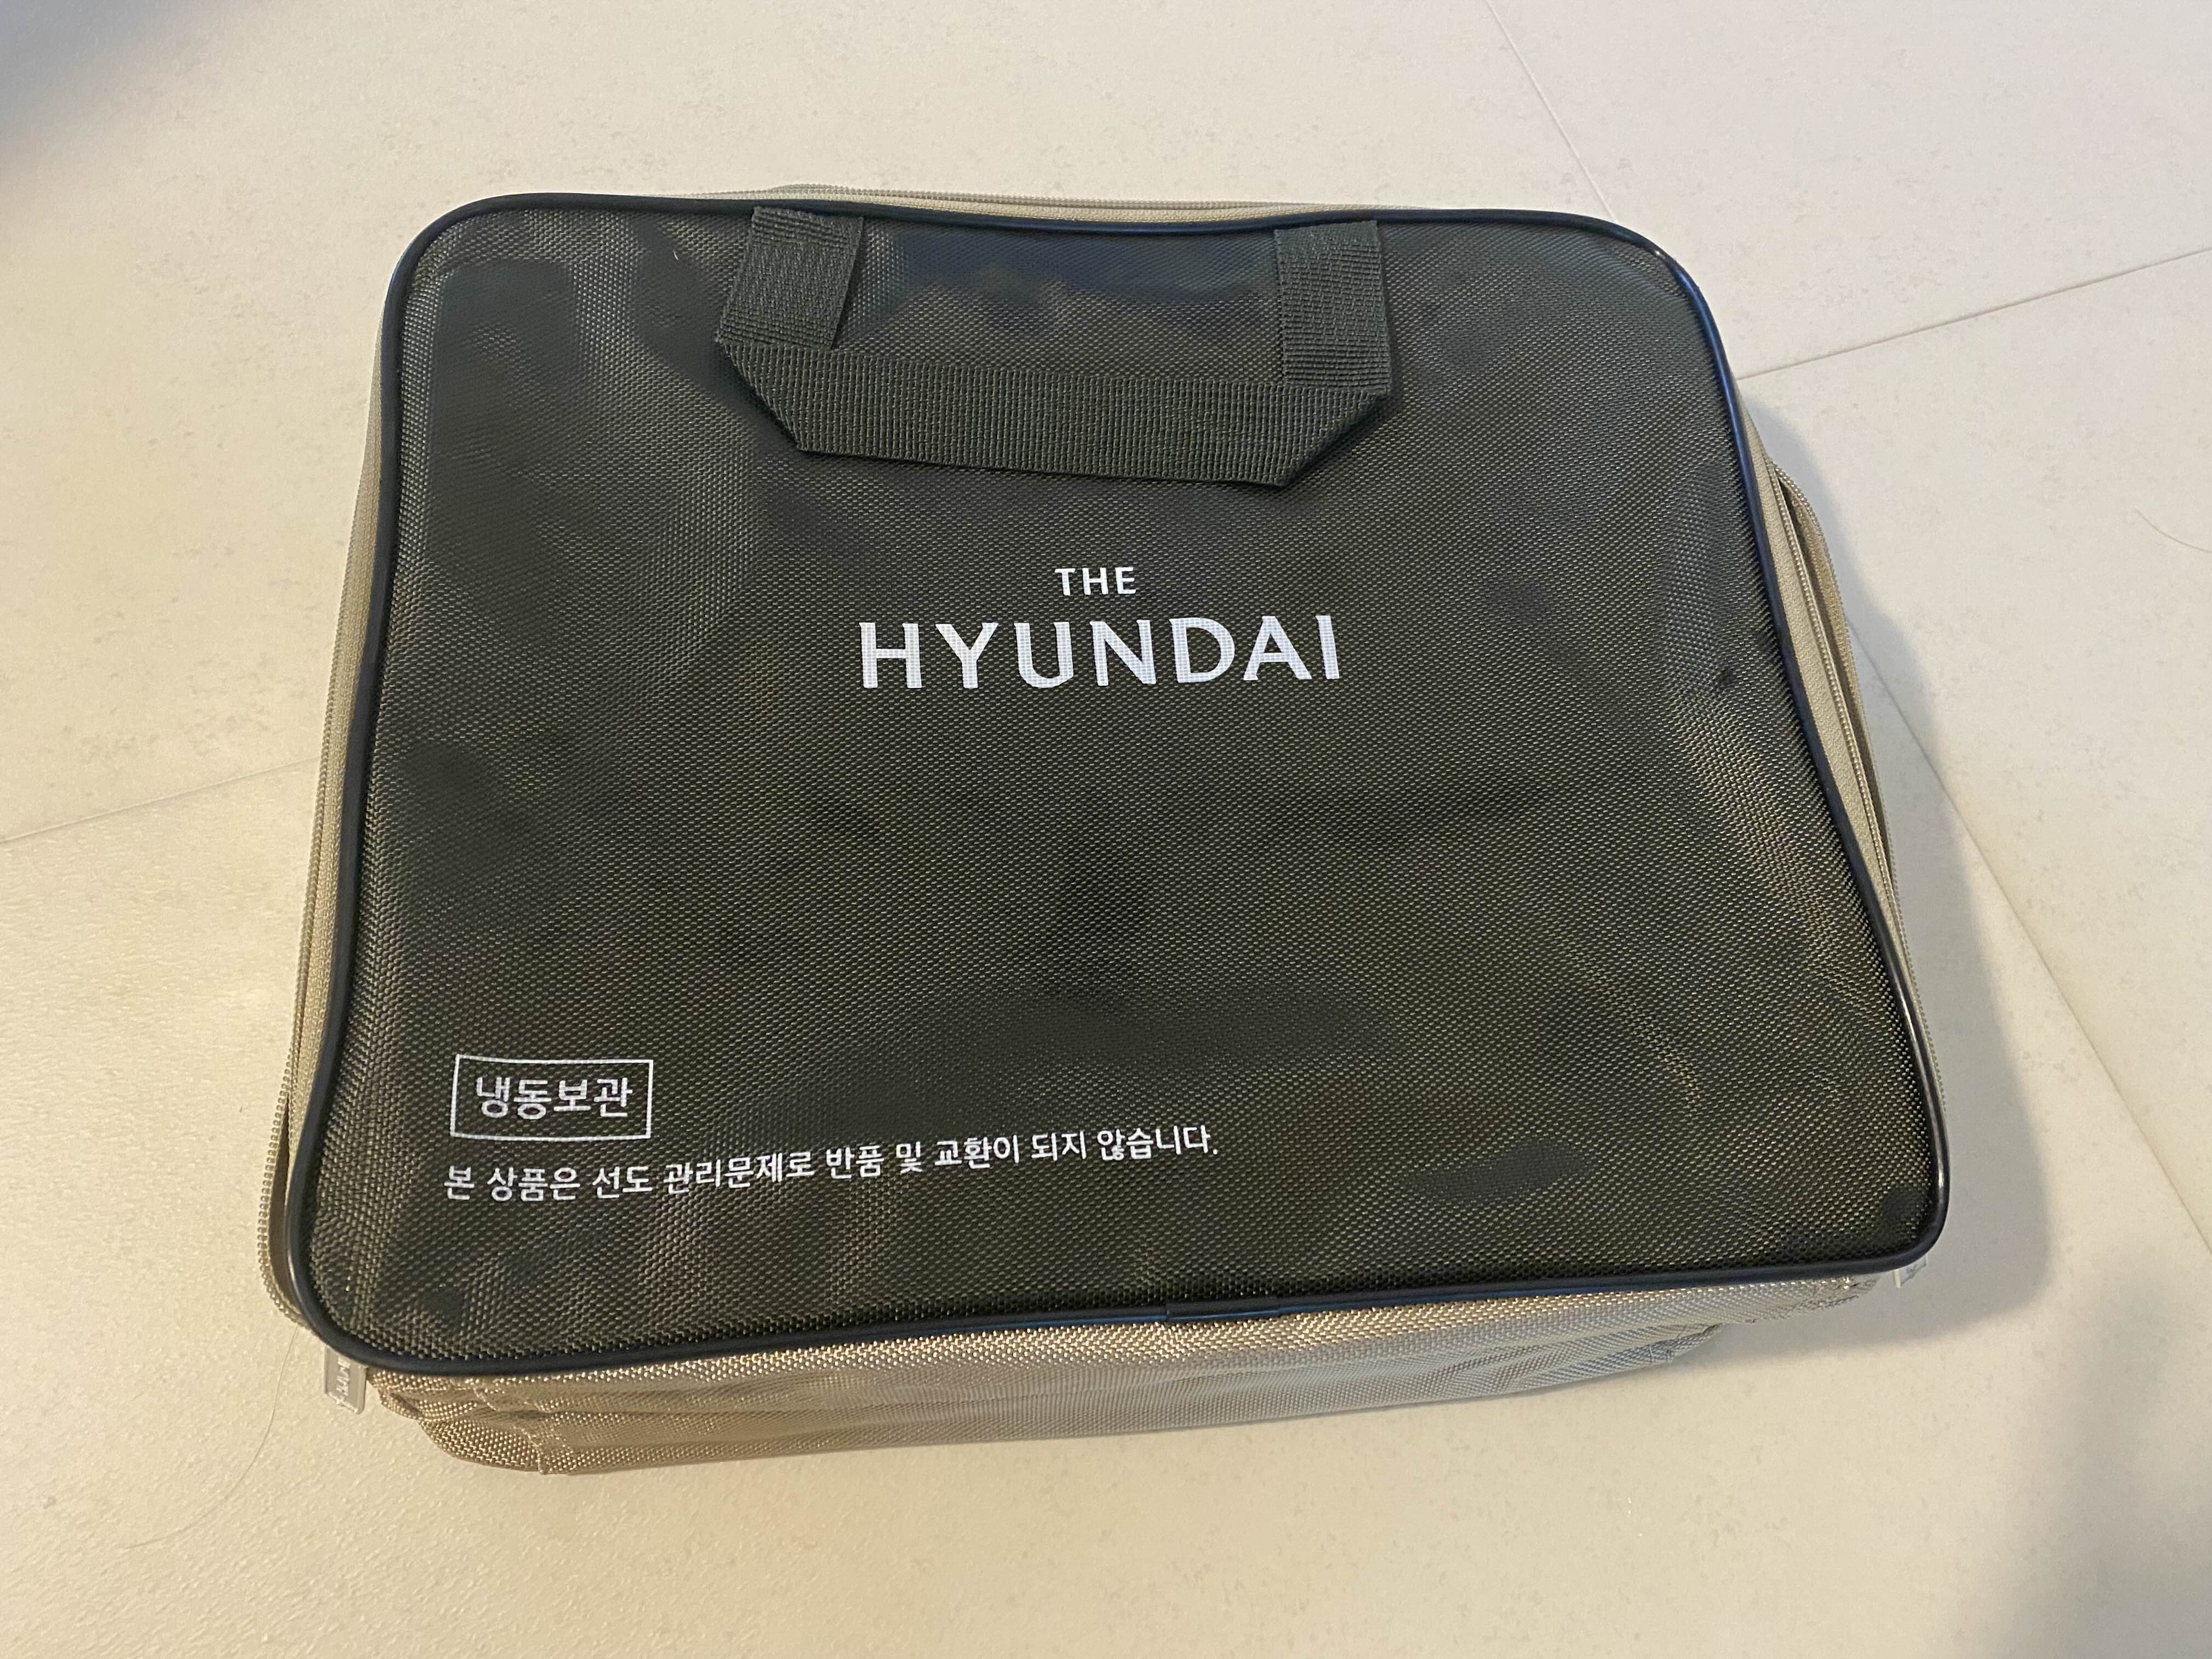 THE
HYUNDAI
냉동보관
본 상품은 선도 관리문제로 반품 및 교환이 되지 않습니다.